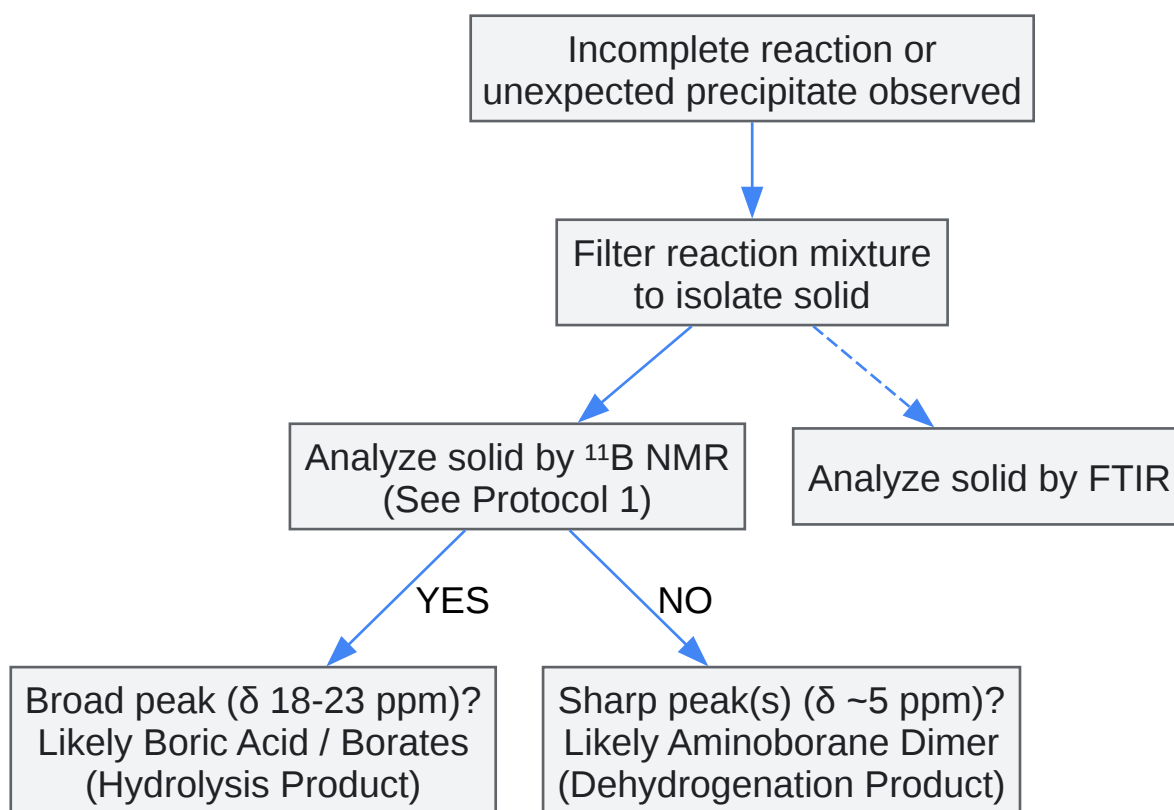 Incomplete reaction or
unexpected precipitate observed
Filter reaction mixture
to isolate solid
Analyze solid by ¹¹B NMR
(See Protocol 1)
Analyze solid by FTIR
YES
NO
Broad peak (δ 18-23 ppm)?
Likely Boric Acid / Borates
(Hydrolysis Product)
Sharp peak(s) (δ ~5 ppm)?
Likely Aminoborane Dimer
(Dehydrogenation Product)